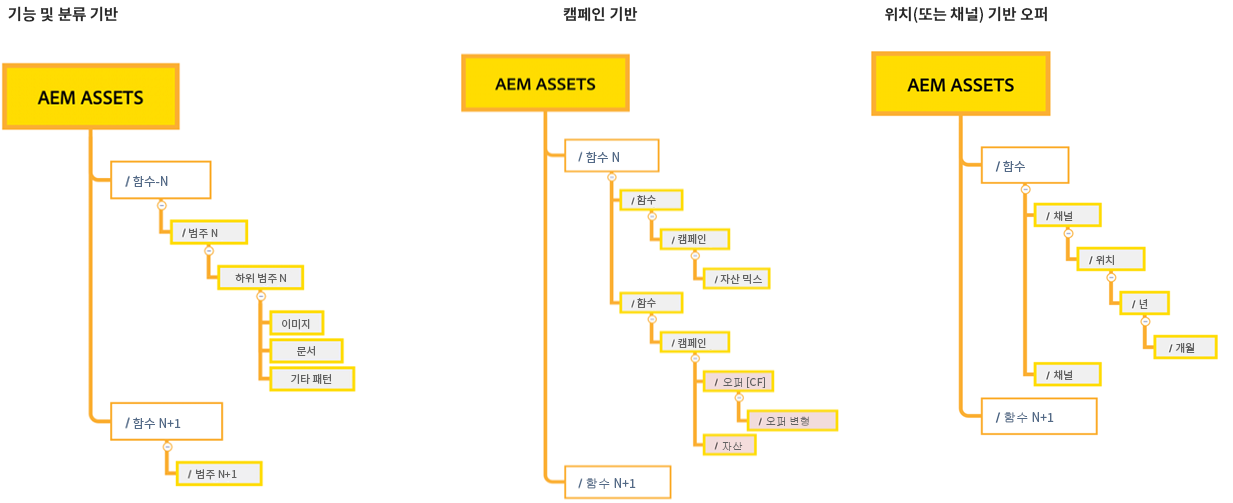 기능 및 분류 기반
AEM ASSETS
/ 함수-N
/ 범주 N
하위 범주 N
이미지
문서
기타 패턴
/ 함수 N+1
/ 범주 N+1
캠페인 기반
AEM ASSETS
/ 함수 N
/ 함수
/ 캠페인
/ 자산 믹스
/ 함수
/ 캠페인
/ 오퍼 [CF]
/ 오퍼 변형
/ 자산
/ 함수 N+1
위치(또는 채널) 기반 오퍼
AEM ASSETS
/ 함수
/ 채널
/ 위치
/ 년
/ 개월
/ 채널
/ 함수 N+1